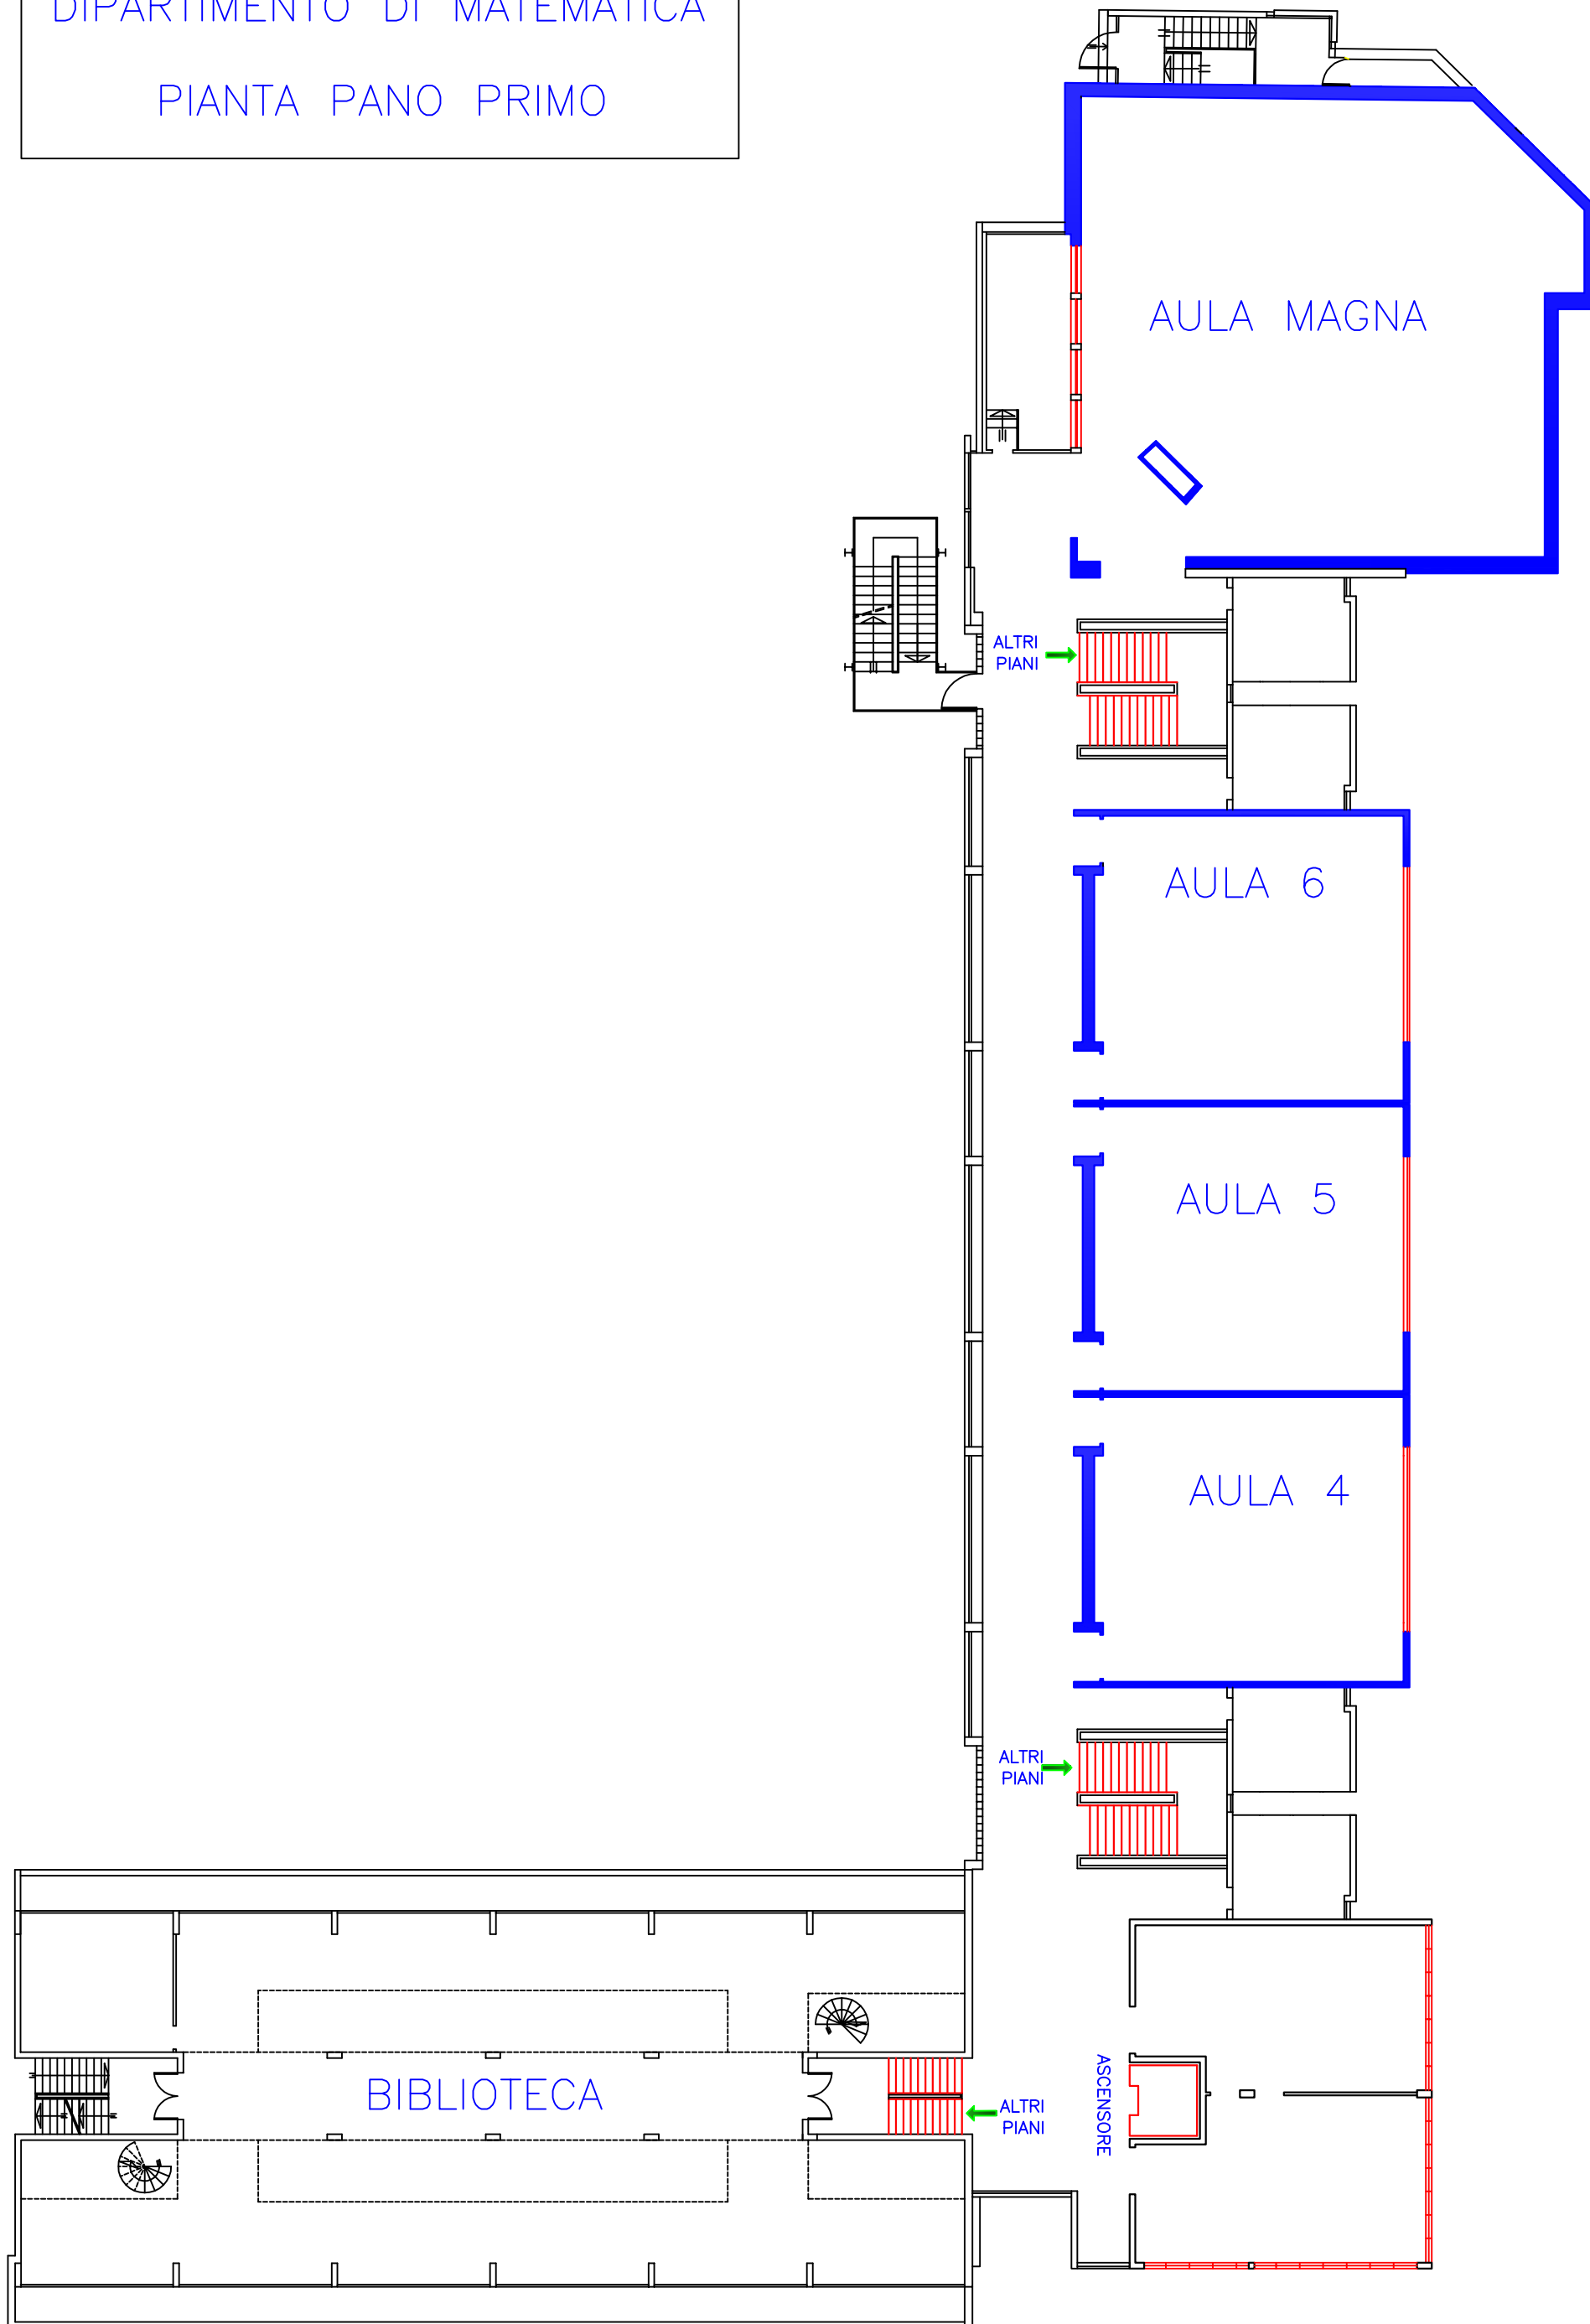 DIPARTIMENTO DI MATEMATICA
PIANTA PANO PRIMO
AULA MAGNA
ALTRI
PIANI
AULA 6
AULA 5
AULA 4
ALTRI
PIANI
BIBLIOTECA
ALTRI
PIANI
ASCENSORE